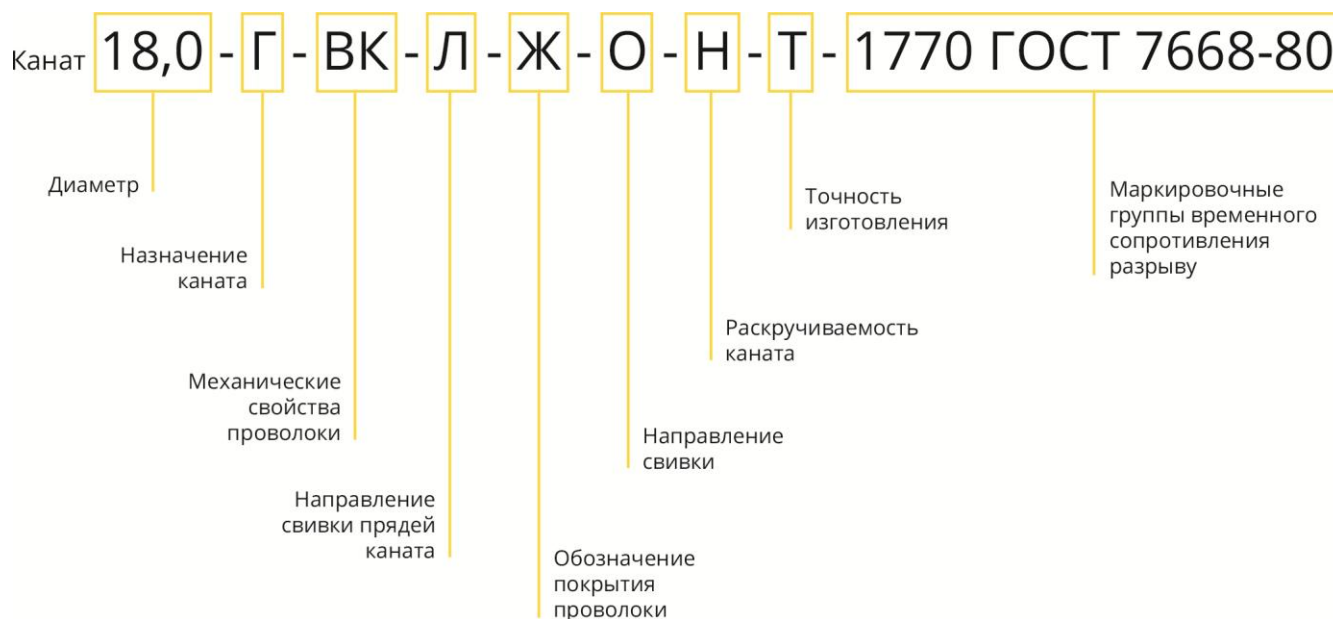 Канат 18,0 - Г - ВК - Л - Ж - О - Н - Т - 1770 ГОСТ 7668-80
Диаметр
Назначение
каната
Механические
свойства
проволоки
Направление
свивки прядей
каната
Обозначение
покрытия
проволоки
Направление
свивки
Раскручиваемость
каната
Точность
изготовления
Маркировочные
группы временного
сопротивления
разрыву